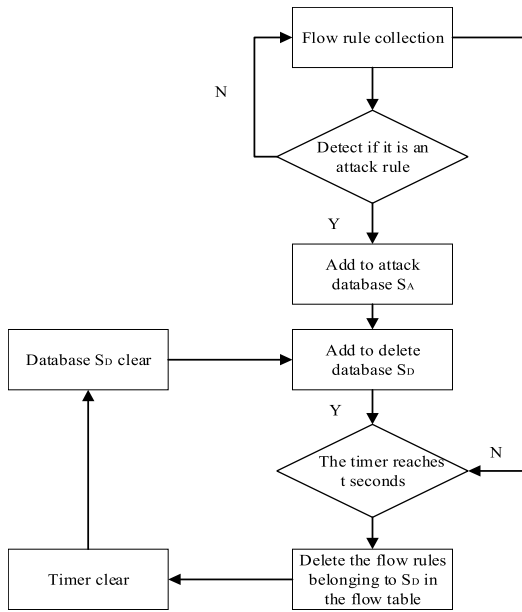 Flow rule collection
N
Detect if it is an
attack rule
Y
Add to attack
database SA
Database SD clear
Add to delete
database SD
Y
The timer reaches
t seconds
N
Timer clear
Delete the flow rules
belonging to SD in
the flow table